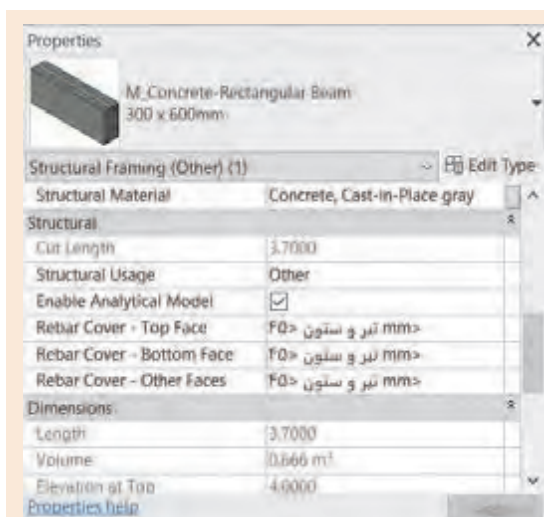 Properties
M_Concrete-Rectangular Beam
300 x 600mm
Structural Framing (Other) (1) Edit Type
Structural Material Concrete, Cast-in-Place gray
Structural
Cut Length 3.7000
Structural Usage Other
Enable Analytical Model
Rebar Cover - Top Face تیر و ستون <۴۵ mm>
Rebar Cover - Bottom Face تیر و ستون <۴۵ mm>
Rebar Cover - Other Faces تیر و ستون <۴۵ mm>
Dimensions
Length 3.7000
Volume 0.666 m³
Elevation at Top 4.0000
Properties help